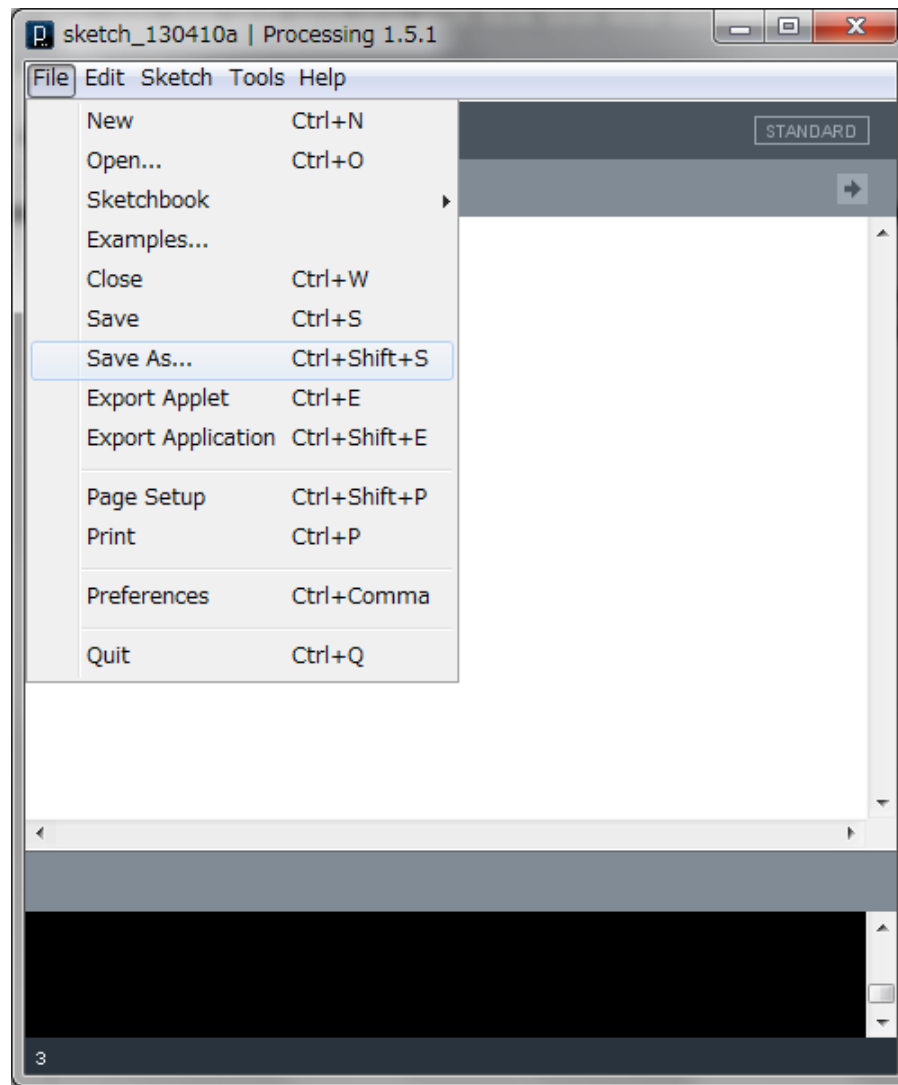 sketch_130410a | Processing 1.5.1
File Edit Sketch Tools Help
New Ctrl+N
STANDARD
Open... Ctrl+O
Sketchbook
Examples...
Close Ctrl+W
Save Ctrl+S
Save As... Ctrl+Shift+S
Export Applet Ctrl+E
Export Application Ctrl+Shift+E
Page Setup Ctrl+Shift+P
Print Ctrl+P
Preferences Ctrl+Comma
Quit Ctrl+Q
3